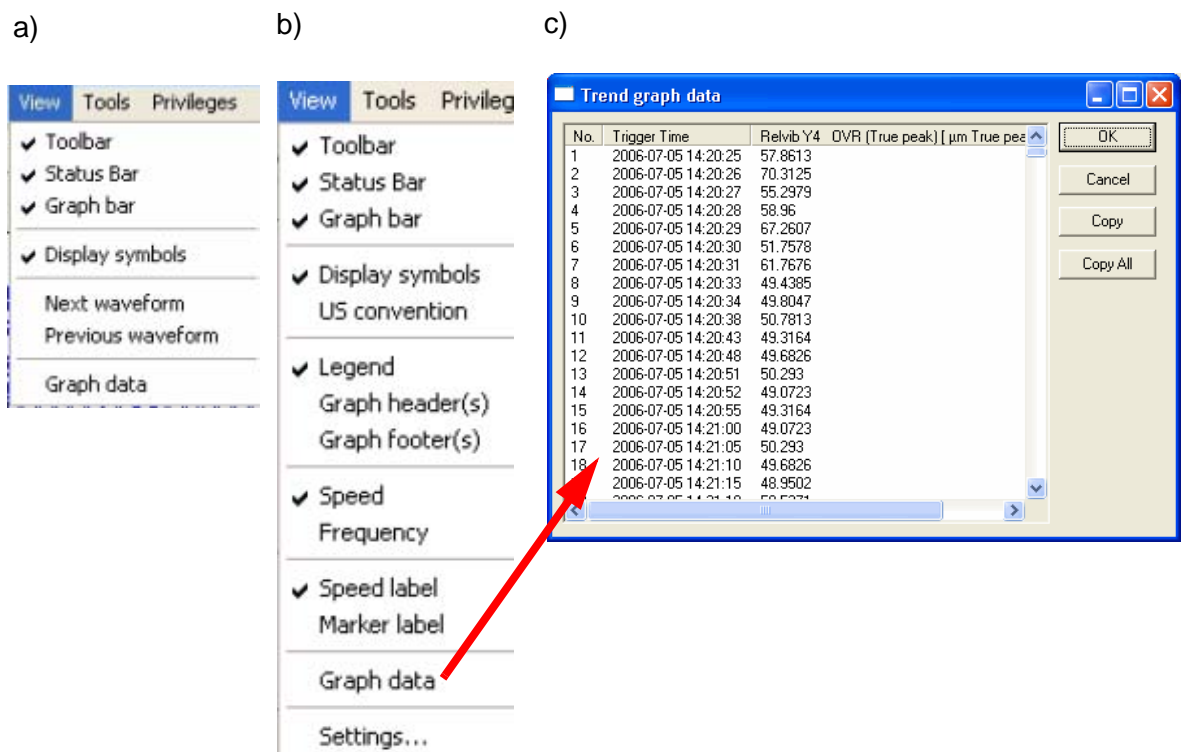 a)
b)
c)
View Tools Privileges
Toolbar
Status Bar
Graph bar
Display symbols
Next waveform
Previous waveform
Graph data
View Tools Privileg
Toolbar
Status Bar
Graph bar
Display symbols
US convention
Legend
Graph header(s)
Graph footer(s)
Speed
Frequency
Speed label
Marker label
Graph data
Settings...
Trend graph data
No. Trigger Time Relvib Y4 OVR (True peak) [ µm True pea
1 2006-07-05 14:20:25 57.8613
2 2006-07-05 14:20:26 70.3125
3 2006-07-05 14:20:27 55.2979
4 2006-07-05 14:20:28 58.96
5 2006-07-05 14:20:29 67.2607
6 2006-07-05 14:20:30 51.7578
7 2006-07-05 14:20:31 61.7676
8 2006-07-05 14:20:33 49.4385
9 2006-07-05 14:20:34 49.8047
10 2006-07-05 14:20:38 50.7813
11 2006-07-05 14:20:43 49.3164
12 2006-07-05 14:20:48 49.6826
13 2006-07-05 14:20:51 50.293
14 2006-07-05 14:20:52 49.0723
15 2006-07-05 14:20:55 49.3164
16 2006-07-05 14:21:00 49.0723
17 2006-07-05 14:21:05 50.293
18 2006-07-05 14:21:10 49.6826
2006-07-05 14:21:15 48.9502
OK
Cancel
Copy
Copy All